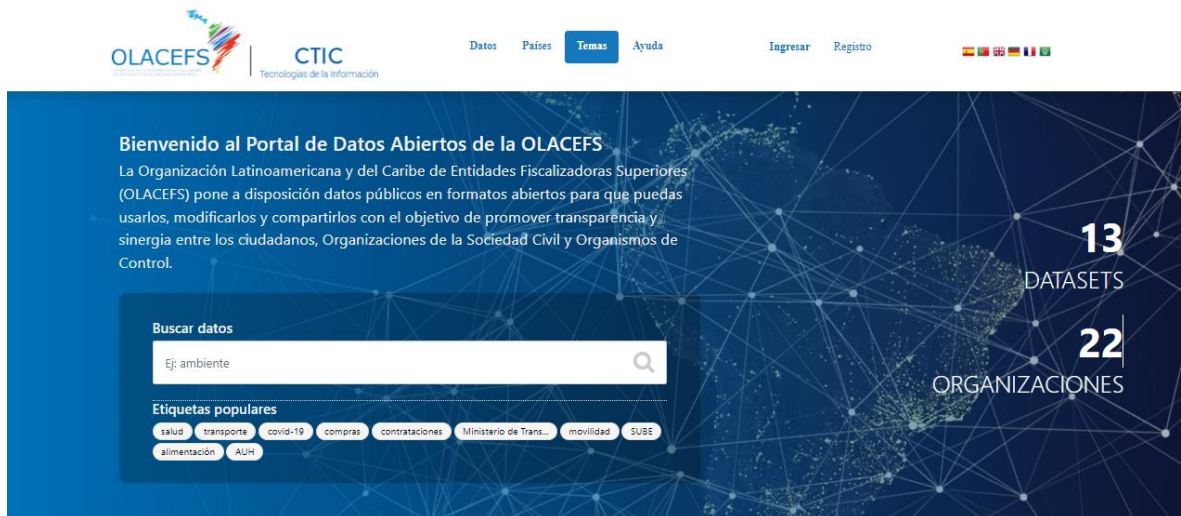 OLACEFS
CTIC
Tecnologías de la Información
Datos Países Temas Ayuda Ingresar Registro
Bienvenido al Portal de Datos Abiertos de la OLACEFS
La Organización Latinoamericana y del Caribe de Entidades Fiscalizadoras Superiores
(OLACEFS) pone a disposición datos públicos en formatos abiertos para que puedas
usarlos, modificarlos y compartirlos con el objetivo de promover transparencia y
sinergia entre los ciudadanos, Organizaciones de la Sociedad Civil y Organismos de
Control.
13
DATASETS
22
ORGANIZACIONES
Buscar datos
Ej: ambiente
Etiquetas populares
salud transporte covid-19 compras contrataciones Ministerio de Trans... movilidad SUBE
alimentación AUH